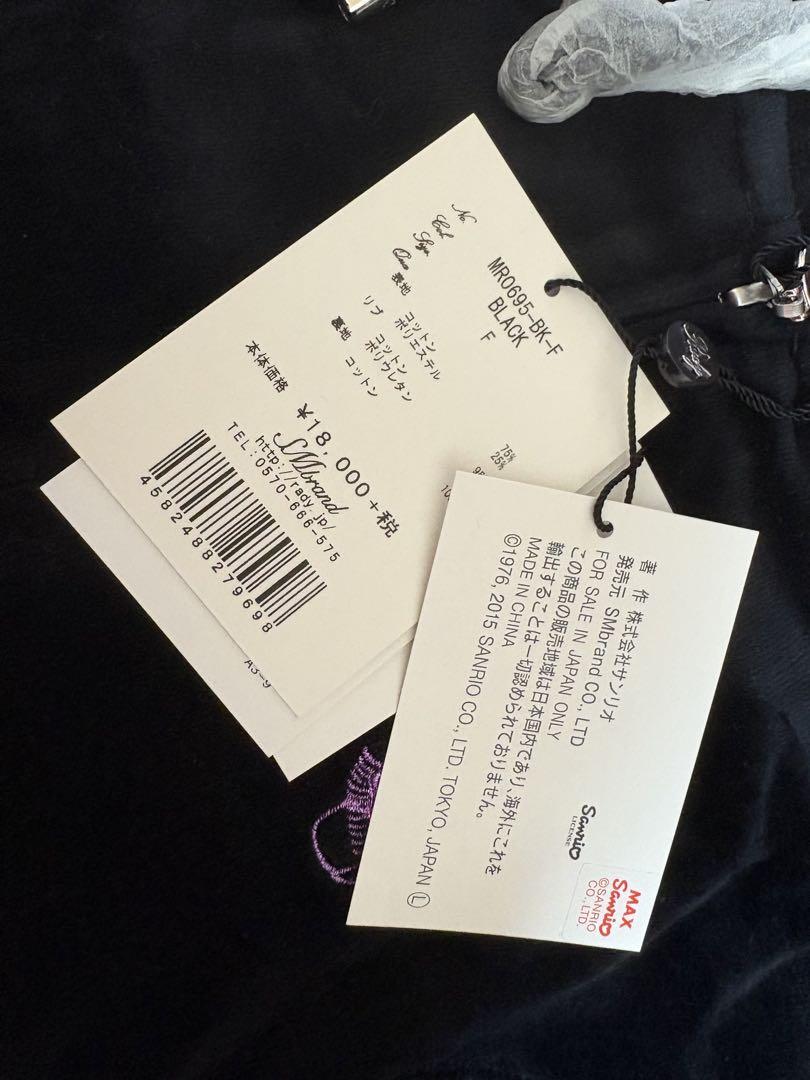 No. MR0695-BK-F
Col BLACK
Size F
Qua 表地 コットン 75%
ポリエステル 25%
リブ コットン
ポリウレタン
裏地 コットン
本体価格 ¥18,000+税
SMbrand
http://rady.jp/
TEL:0570-666-575
4582488279698
A3-9
Rady
著 作 株式会社サンリオ
発売元 SMbrand CO., LTD
FOR SALE IN JAPAN ONLY
この商品の販売地域は日本国内であり、海外にこれを
輸出することは一切認められておりません。
MADE IN CHINA
©1976, 2015 SANRIO CO., LTD. TOKYO, JAPAN Ⓛ
Sanrio
LICENSE
MAX
Sanrio
©SANRIO
CO., LTD.